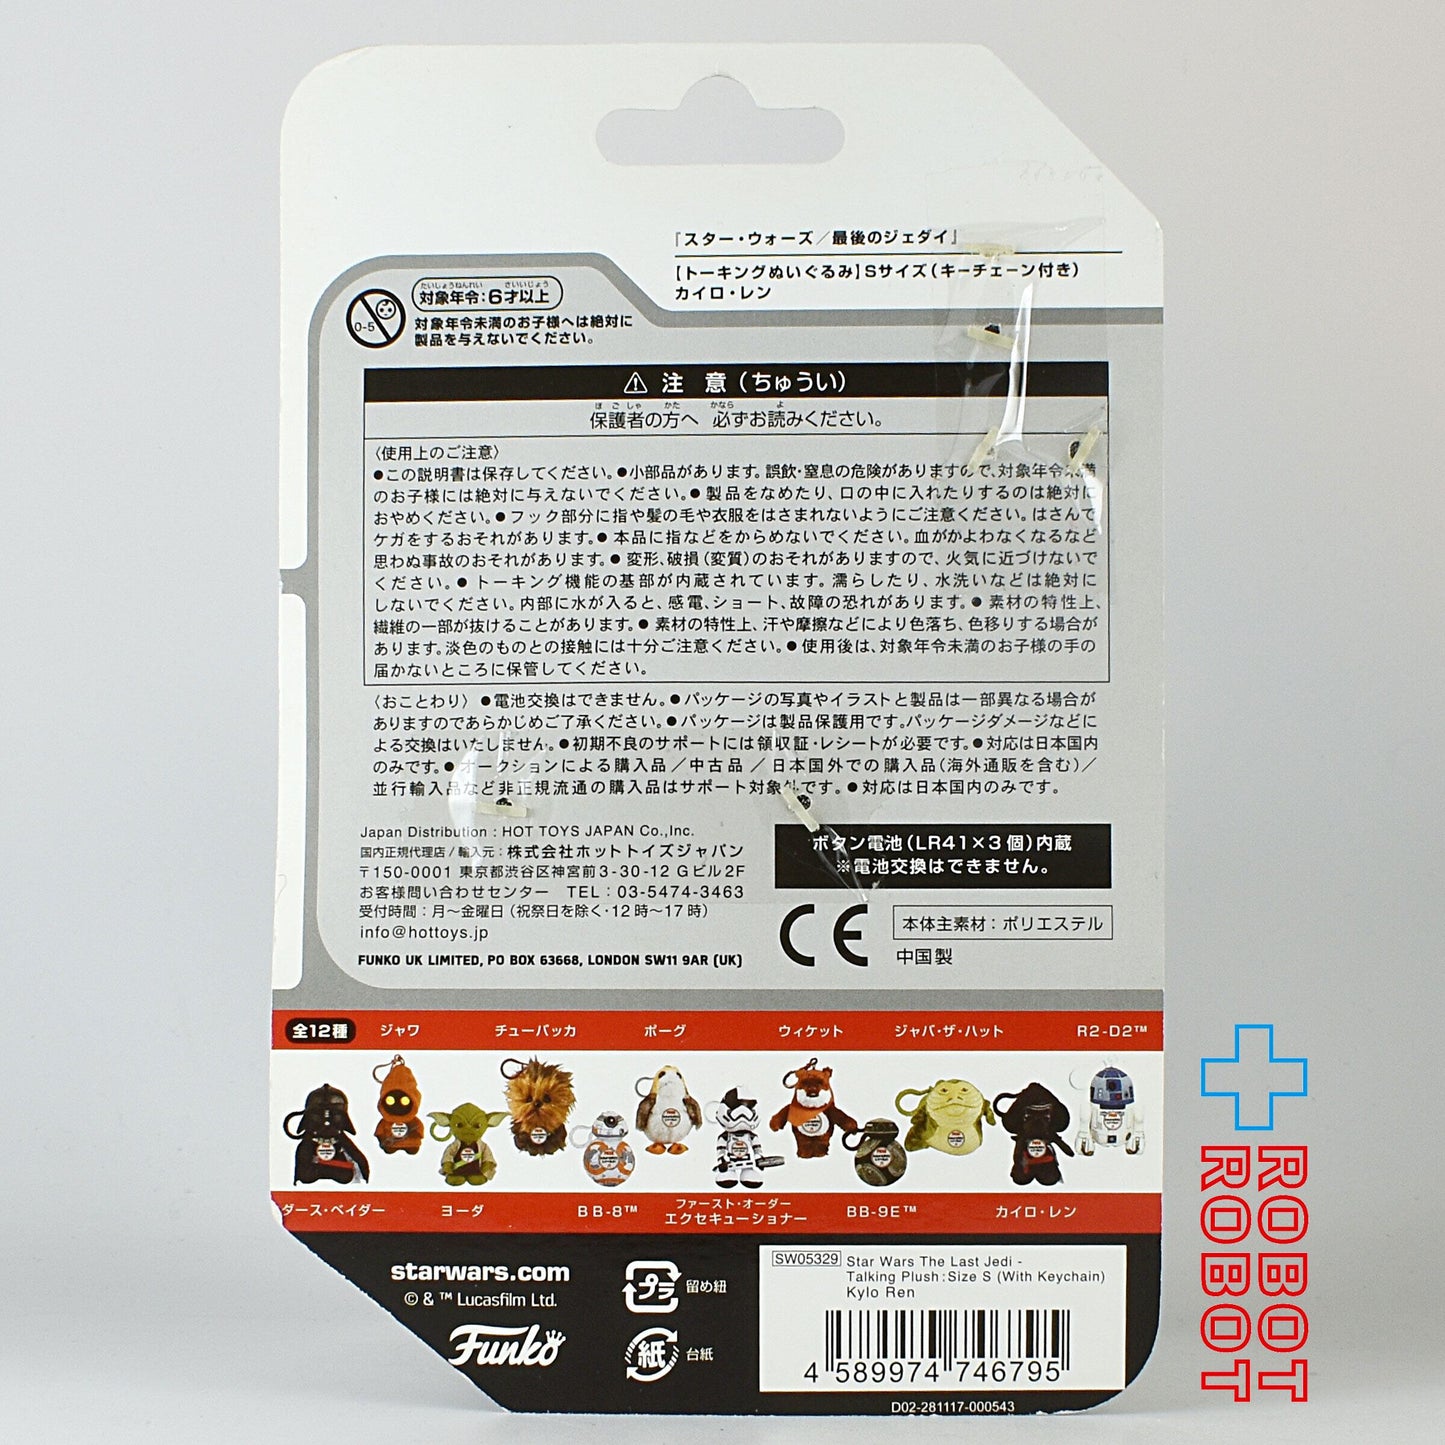 『スター・ウォーズ／最後のジェダイ』
【トーキングぬいぐるみ】Sサイズ（キーチェーン付き）
カイロ・レン
0-5
たいしょうねんれい さいいじょう
対象年令：6才以上
対象年令未満のお子様へは絶対に
製品を与えないでください。
注 意（ちゅうい）
ほごしゃ かた かなら よ
保護者の方へ 必ずお読みください。
〈使用上のご注意〉
●この説明書は保存してください。●小部品があります。誤飲・窒息の危険がありますので、対象年令未満
のお子様には絶対に与えないでください。●製品をなめたり、口の中に入れたりするのは絶対に
おやめください。●フック部分に指や髪の毛や衣服をはさまれないようにご注意ください。はさんで
ケガをするおそれがあります。●本品に指などをからめないでください。血がかよわなくなるなど
思わぬ事故のおそれがあります。●変形、破損（変質）のおそれがありますので、火気に近づけないで
ください。●トーキング機能の基部が内蔵されています。濡らしたり、水洗いなどは絶対に
しないでください。内部に水が入ると、感電、ショート、故障の恐れがあります。●素材の特性上、
繊維の一部が抜けることがあります。●素材の特性上、汗や摩擦などにより色落ち、色移りする場合が
あります。淡色のものとの接触には十分ご注意ください。●使用後は、対象年令未満のお子様の手の
届かないところに保管してください。
〈おことわり〉●電池交換はできません。●パッケージの写真やイラストと製品は一部異なる場合が
ありますのであらかじめご了承ください。●パッケージは製品保護用です。パッケージダメージなどに
よる交換はいたしません。●初期不良のサポートには領収証・レシートが必要です。●対応は日本国内
のみです。●オークションによる購入品／中古品／日本国外での購入品（海外通販を含む）／
並行輸入品など非正規流通の購入品はサポート対象外です。●対応は日本国内のみです。
Japan Distribution : HOT TOYS JAPAN Co.,Inc.
国内正規代理店／輸入元：株式会社ホットトイズジャパン
〒150-0001 東京都渋谷区神宮前3-30-12 Gビル2F
お客様問い合わせセンター TEL：03-5474-3463
受付時間：月～金曜日（祝祭日を除く・12時～17時）
info@hottoys.jp
FUNKO UK LIMITED, PO BOX 63668, LONDON SW11 9AR (UK)
ボタン電池（LR41×3個）内蔵
※電池交換はできません。
CE
本体主素材：ポリエステル
中国製
全12種 ジャワ チューバッカ ポーグ ウィケット ジャバ・ザ・ハット R2-D2™
ダース・ベイダー ヨーダ BB-8™ ファースト・オーダー
エクセキューショナー BB-9E™ カイロ・レン
starwars.com
© & ™ Lucasfilm Ltd.
Funko
プラ 留め紐
紙 台紙
SW05329 Star Wars The Last Jedi -
Talking Plush:Size S (With Keychain)
Kylo Ren
4 589974 746795
D02-281117-000543
ROBOT
ROBOT